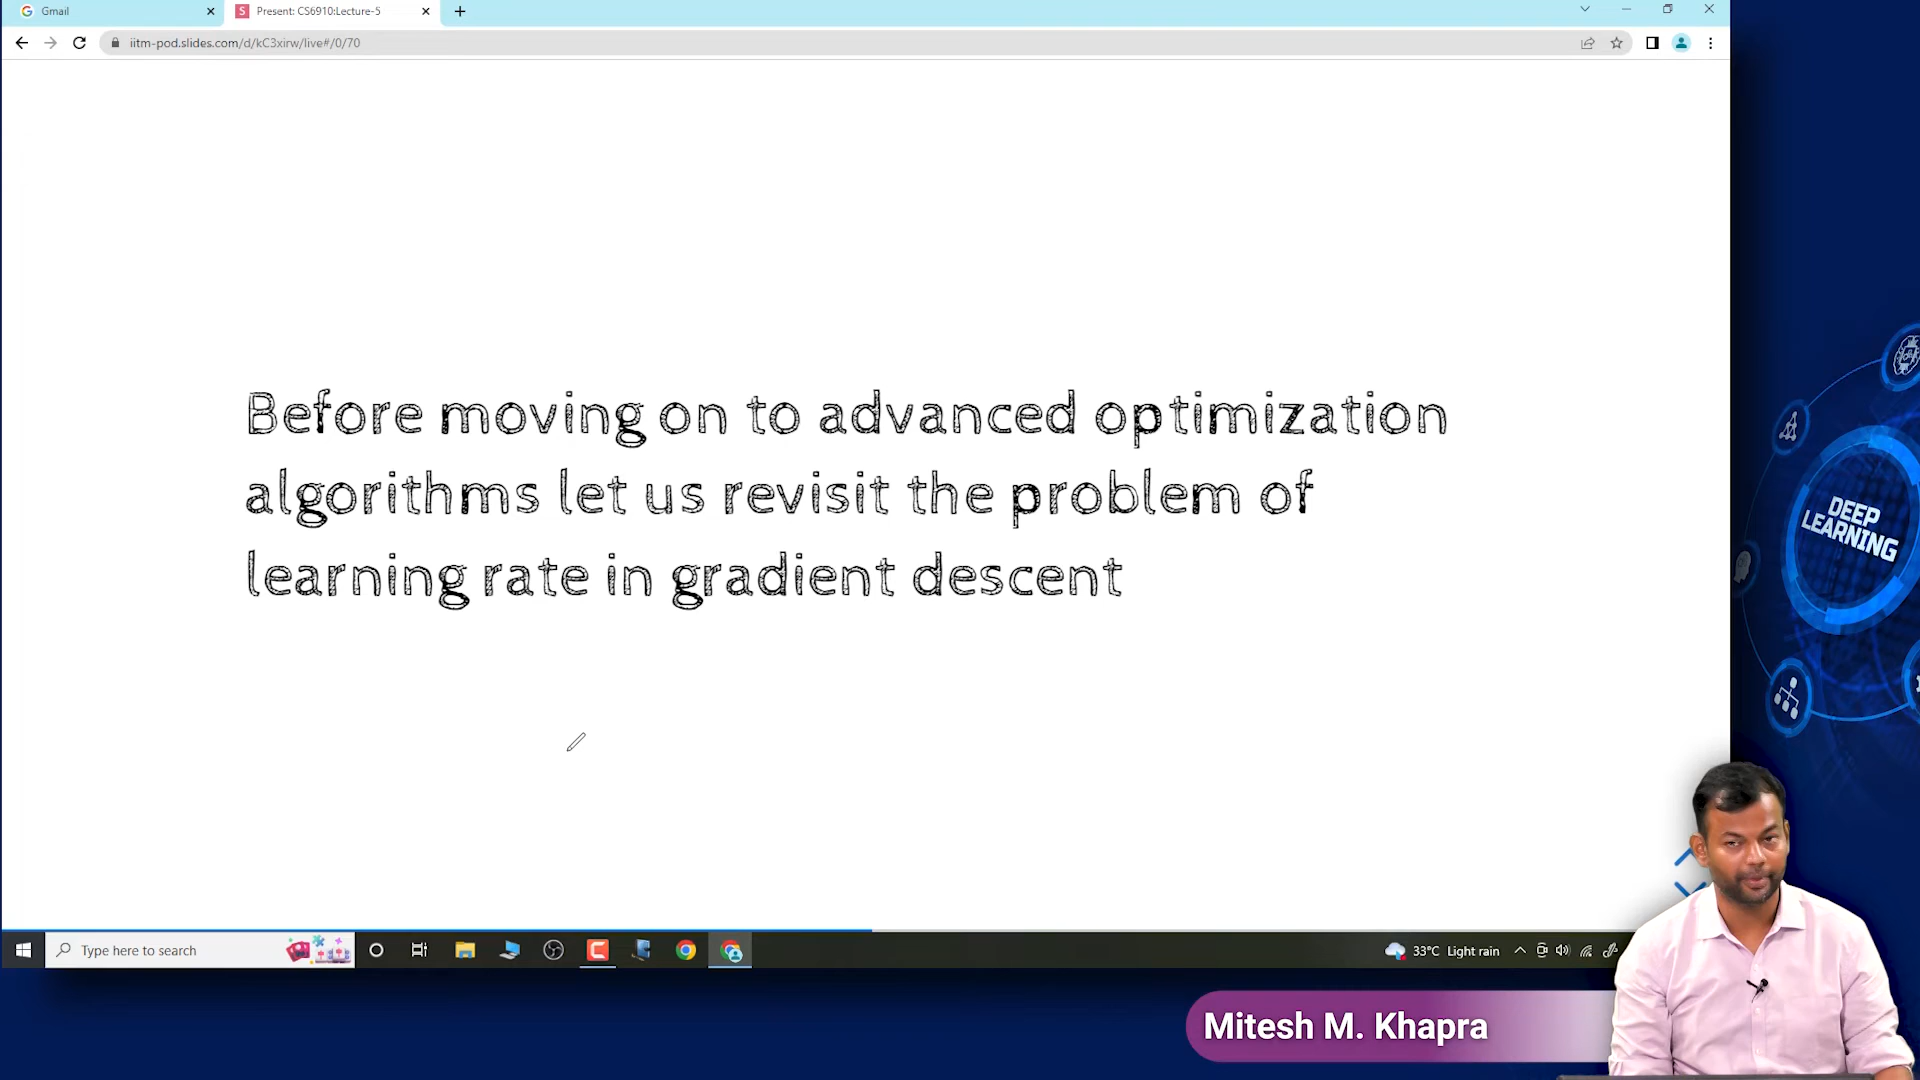 Gmail
Present: CS6910:Lecture-5
iitm-pod.slides.com/d/kC3xirw/live#/0/70
Before moving on to advanced optimization
algorithms let us revisit the problem of
learning rate in gradient descent
DEEP
LEARNING
Type here to search
33°C Light rain
Mitesh M. Khapra